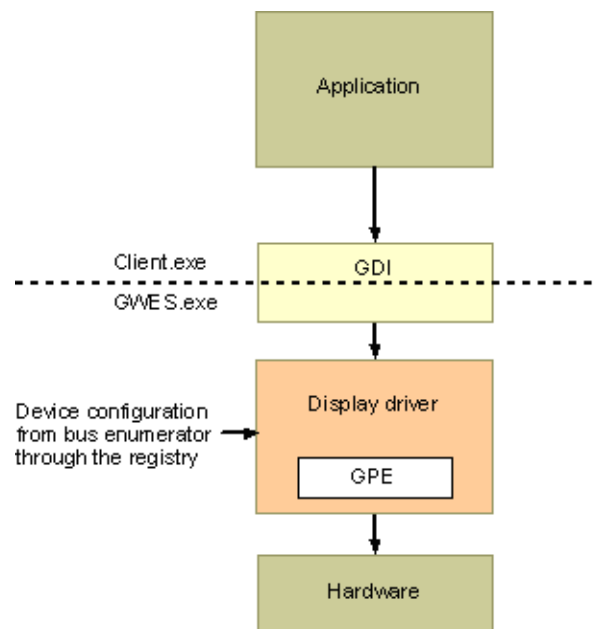 Application
Client.exe
GDI
GWES.exe
Device configuration
from bus enumerator
through the registry
Display driver
GPE
Hardware